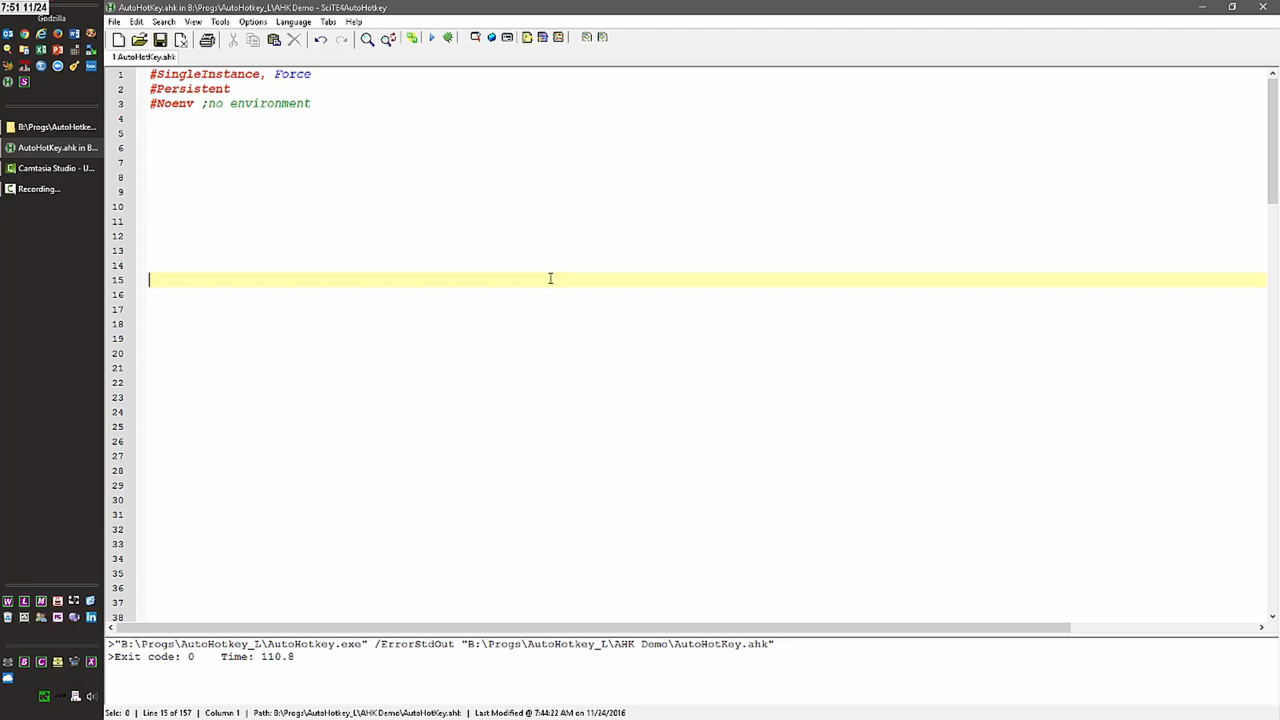 7:51 11/24
AutoHotKey.ahk in B:\Progs\AutoHotkey_L\AHK Demo - SciTE4AutoHotkey
Godzilla
File Edit Search View Tools Options Language Tabs Help
1 AutoHotKey.ahk
1 #SingleInstance, Force
2 #Persistent
3 #Noenv ;no environment
4
5
6
7
8
9
10
11
12
13
14
15
16
17
18
19
20
21
22
23
24
25
26
27
28
29
30
31
32
33
34
35
36
37
38
B:\Progs\AutoHotke...
AutoHotKey.ahk in B...
Camtasia Studio - U...
Recording...
>"B:\Progs\AutoHotkey_L\AutoHotkey.exe" /ErrorStdOut "B:\Progs\AutoHotkey_L\AHK Demo\AutoHotKey.ahk"
>Exit code: 0 Time: 110.8
Selc: 0 | Line 15 of 157 | Column 1 | Path: B:\Progs\AutoHotkey_L\AHK Demo\AutoHotKey.ahk | Last Modified @ 7:44:22 AM on 11/24/2016